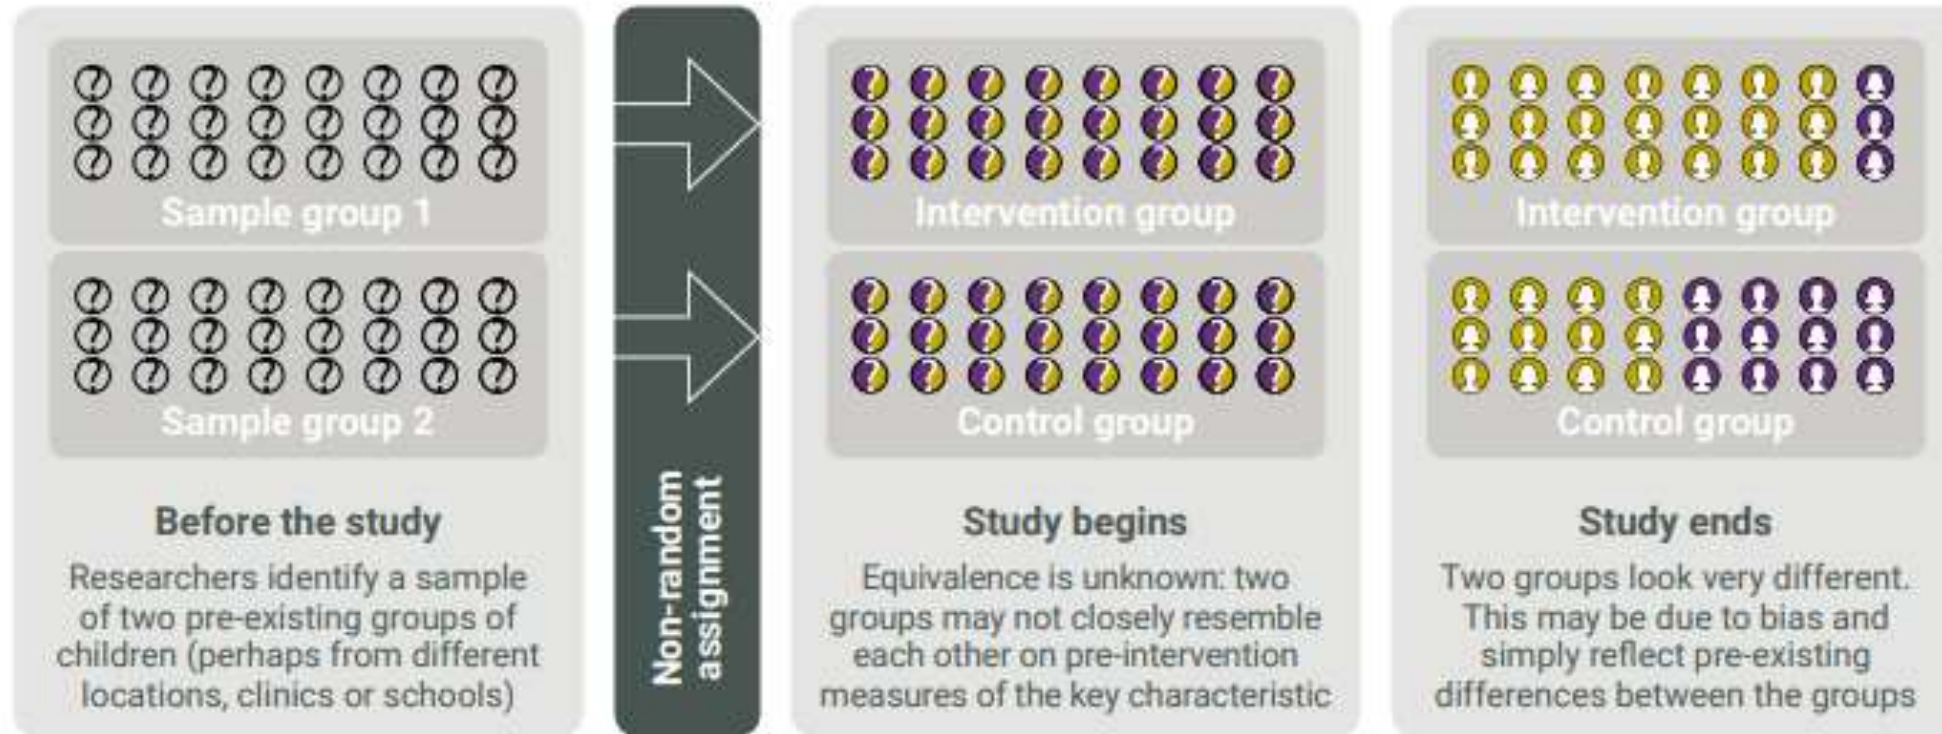 Sample group 1
Sample group 2
Before the study
Researchers identify a sample
of two pre-existing groups of
children (perhaps from different
locations, clinics or schools)
Non-random
assignment
Intervention group
Control group
Study begins
Equivalence is unknown: two
groups may not closely resemble
each other on pre-intervention
measures of the key characteristic
Intervention group
Control group
Study ends
Two groups look very different.
This may be due to bias and
simply reflect pre-existing
differences between the groups